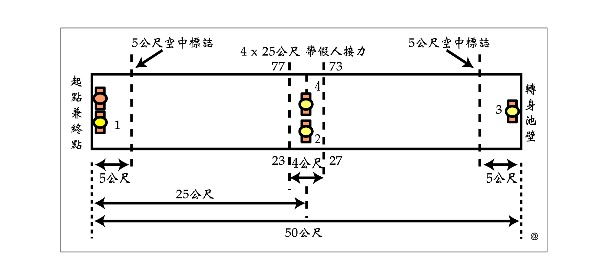 5公尺空中標誌
4 x 25公尺 帶假人接力
5公尺空中標誌
77
73
起點兼終點
1
4
2
3
轉身池壁
23
4公尺
27
5公尺
5公尺
25公尺
50公尺
@